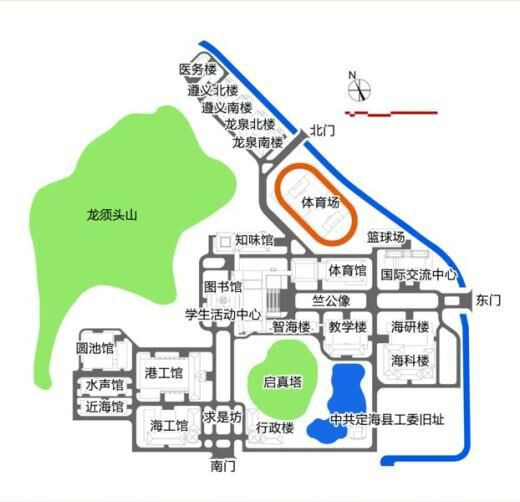 医务楼
遵义北楼
遵义南楼
龙泉北楼
龙泉南楼
N
北门
龙须头山
体育场
知味馆
篮球场
体育馆
国际交流中心
图书馆
竺公像
东门
学生活动中心
智海楼
教学楼
海研楼
圆池馆
海科楼
港工馆
启真塔
水声馆
近海馆
海工馆
求是坊
行政楼
中共定海县工委旧址
南门